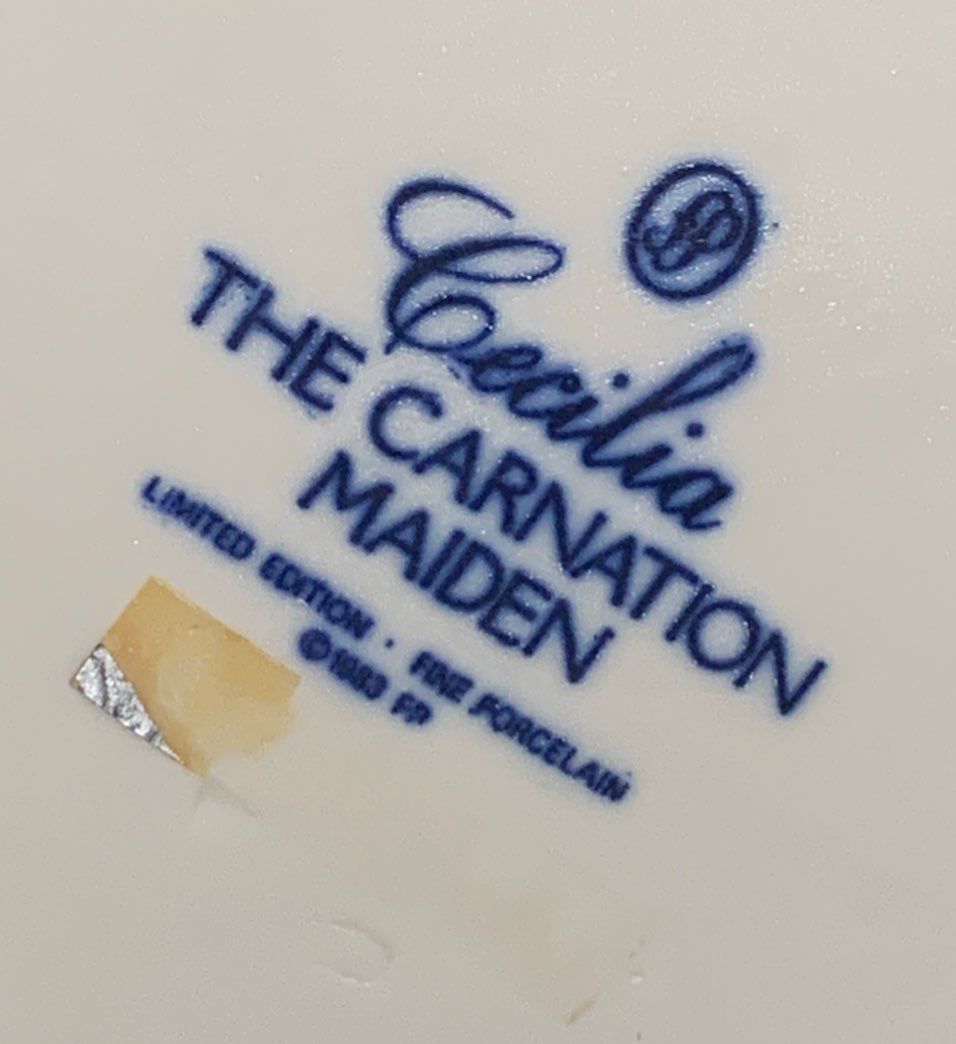 Cecilia
THE CARNATION
MAIDEN
LIMITED EDITION · FINE PORCELAIN
© 1983 FP